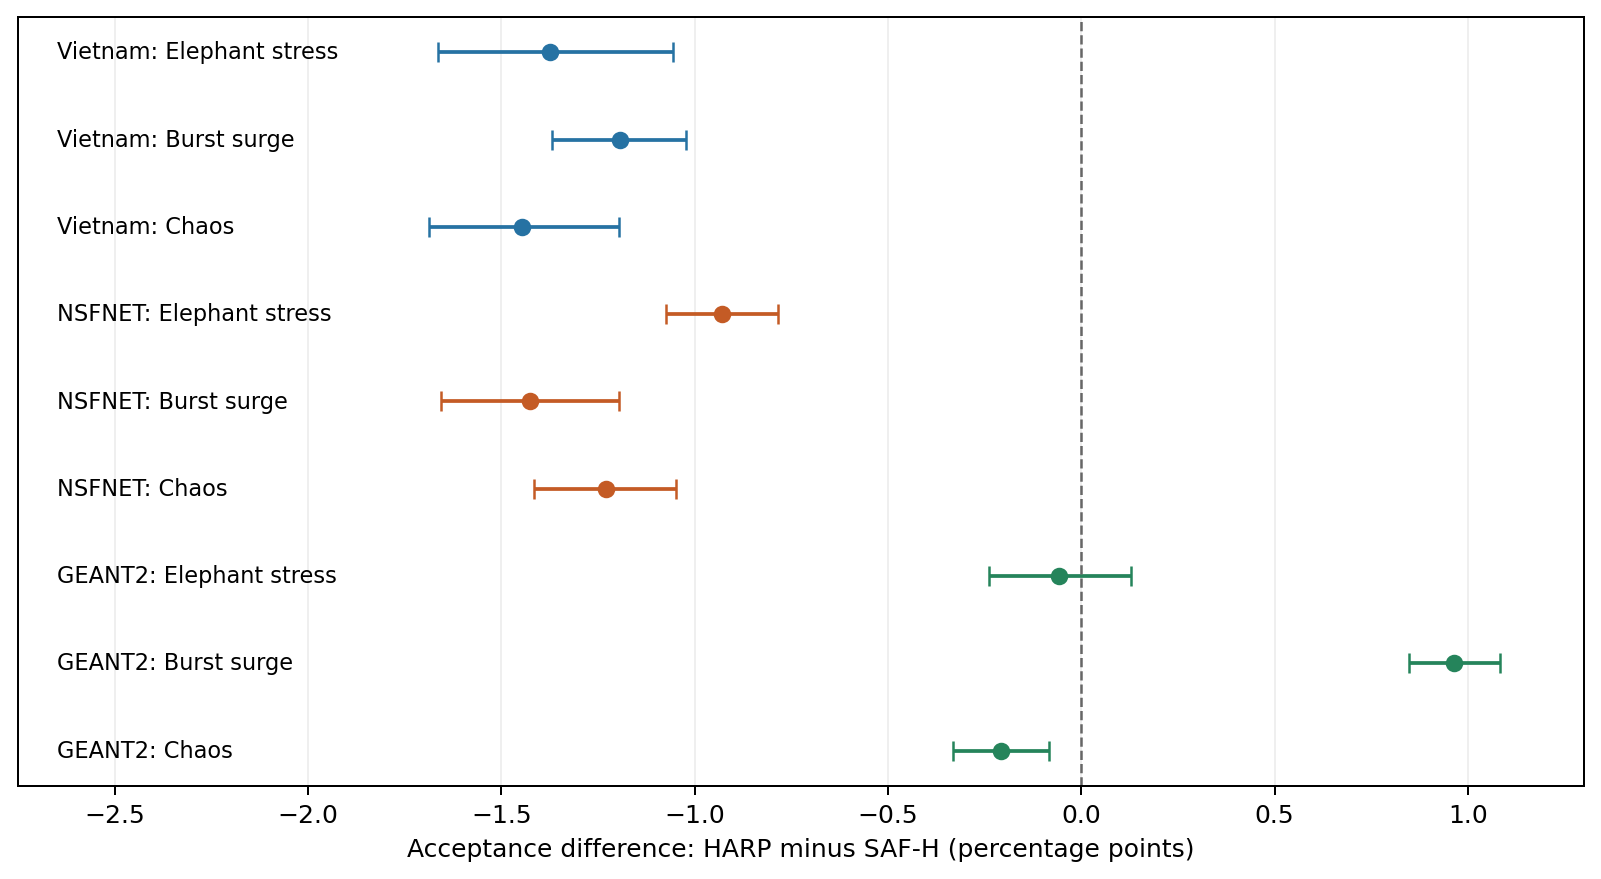 Vietnam: Elephant stress
Vietnam: Burst surge
Vietnam: Chaos
NSFNET: Elephant stress
NSFNET: Burst surge
NSFNET: Chaos
GEANT2: Elephant stress
GEANT2: Burst surge
GEANT2: Chaos
−2.5 −2.0 −1.5 −1.0 −0.5 0.0 0.5 1.0
Acceptance difference: HARP minus SAF-H (percentage points)